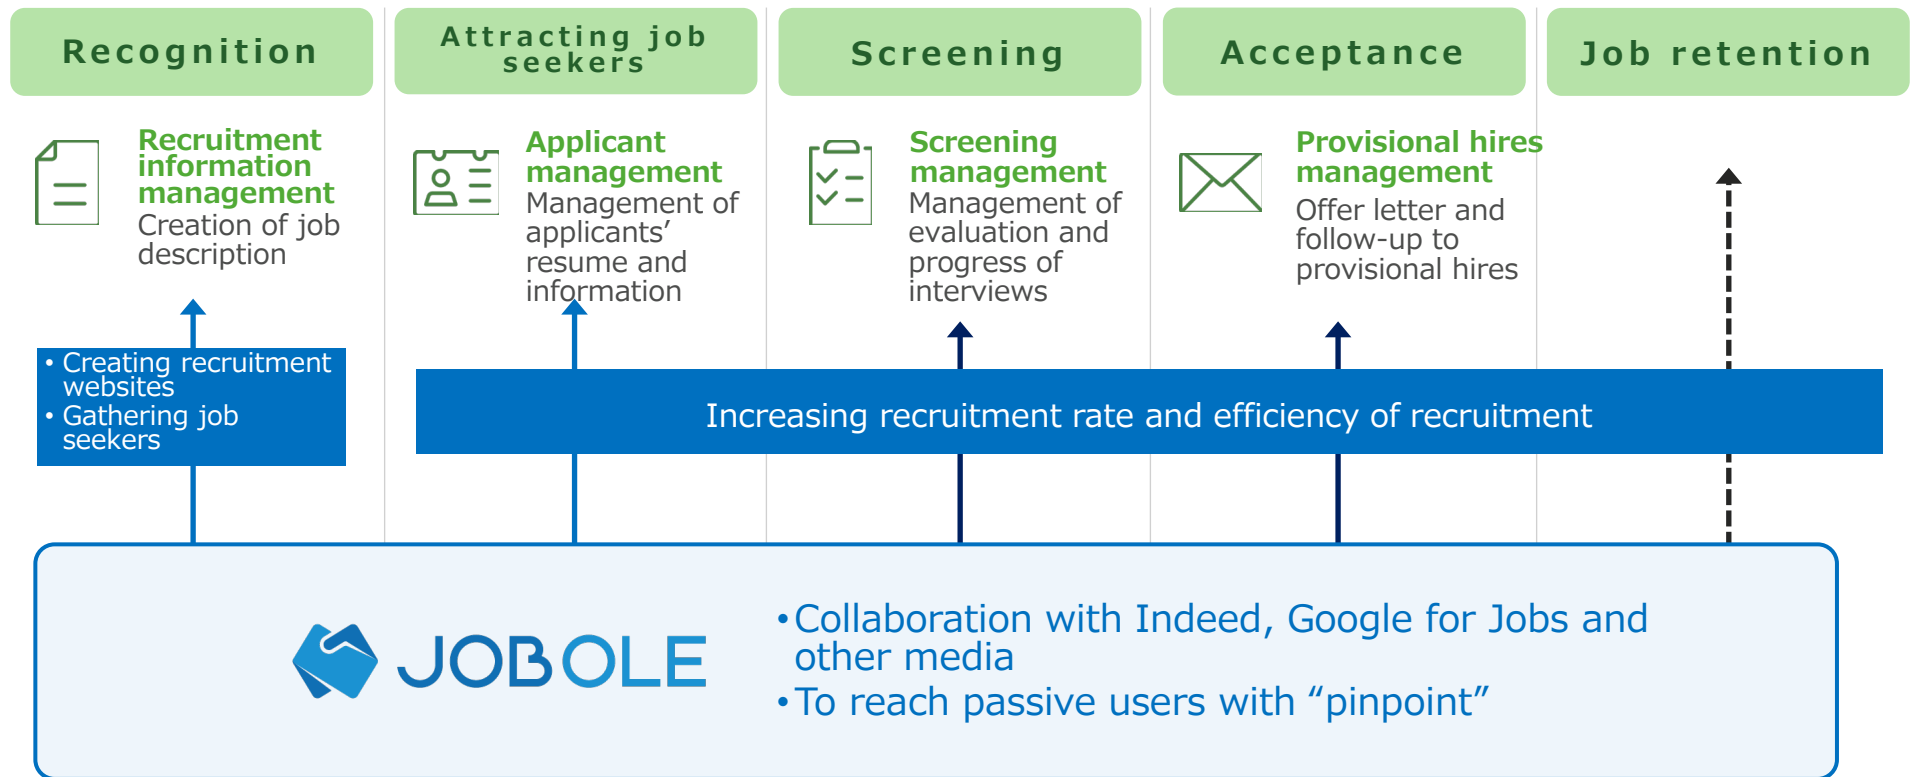 Recognition
Attracting job
seekers
Screening
Acceptance
Job retention
Recruitment
information
management
Creation of job
description
Applicant
management
Management of
applicants’
resume and
information
Screening
management
Management of
evaluation and
progress of
interviews
Provisional hires
management
Offer letter and
follow-up to
provisional hires
• Creating recruitment
websites
• Gathering job
seekers
Increasing recruitment rate and efficiency of recruitment
JOBOLE
•Collaboration with Indeed, Google for Jobs and
other media
•To reach passive users with “pinpoint”